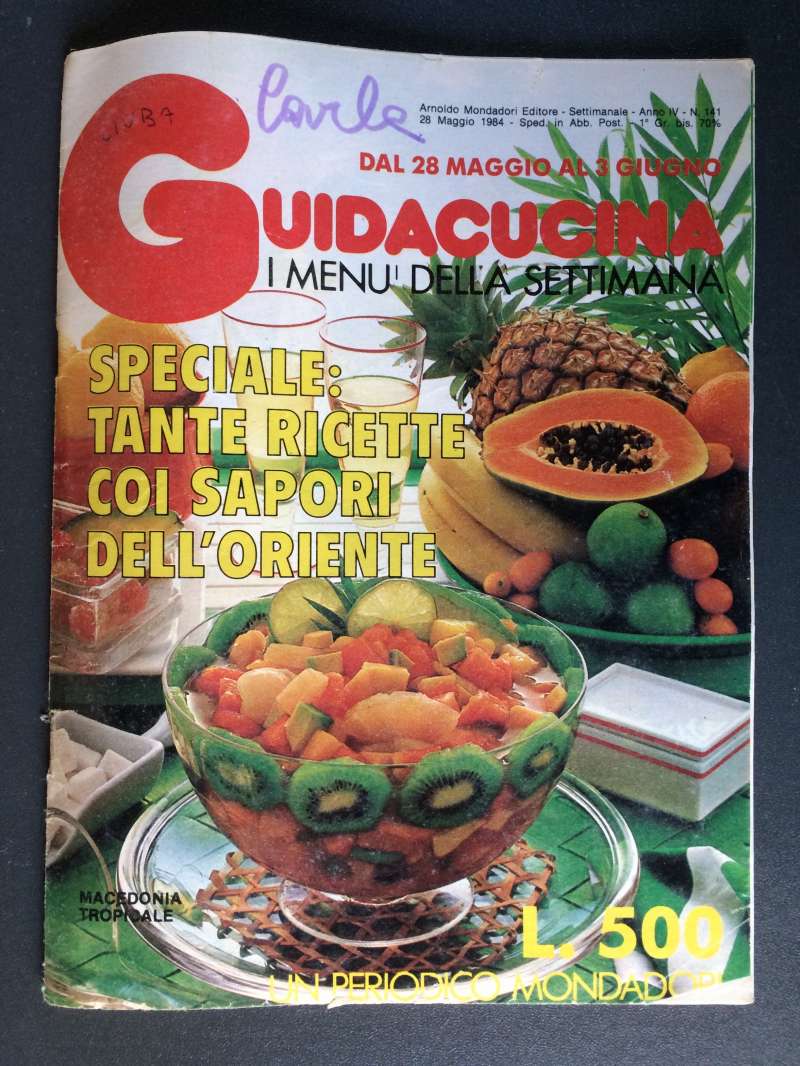 Carla
Arnoldo Mondadori Editore - Settimanale - Anno IV - N. 141
28 Maggio 1984 - Sped. in Abb. Post. - 1° Gr. bis. 70%
DAL 28 MAGGIO AL 3 GIUGNO
GUIDACUCINA
I MENU' DELLA SETTIMANA
SPECIALE:
TANTE RICETTE
COI SAPORI
DELL'ORIENTE
MACEDONIA
TROPICALE
L. 500
UN PERIODICO MONDADORI